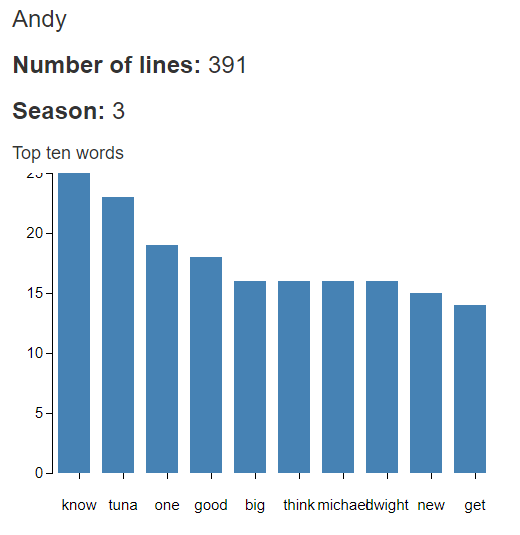 Andy
Number of lines: 391
Season: 3
Top ten words
25
20
15
10
5
0
know tuna one good big think michael dwight new get